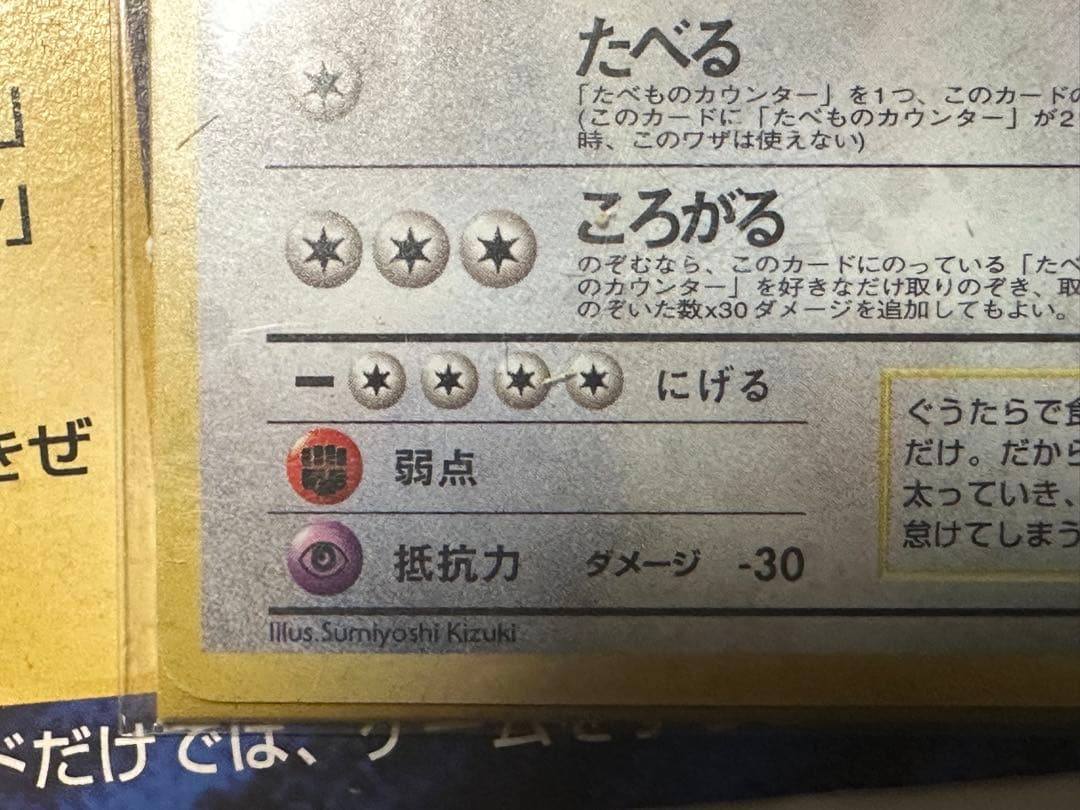 たべる
「たべものカウンター」を1つ、このカードの
(このカードに「たべものカウンター」が2
時、このワザは使えない)
ころがる
のぞむなら、このカードにのっている「たべ
のカウンター」を好きなだけ取りのぞき、取
のぞいた数x30ダメージを追加してもよい。
にげる
弱点
抵抗力 ダメージ -30
ぐうたらで食
だけ。だから
太っていき、
怠けてしまう
Illus.Sumiyoshi Kizuki
きぜ
ドだけでは、ゲームをプ